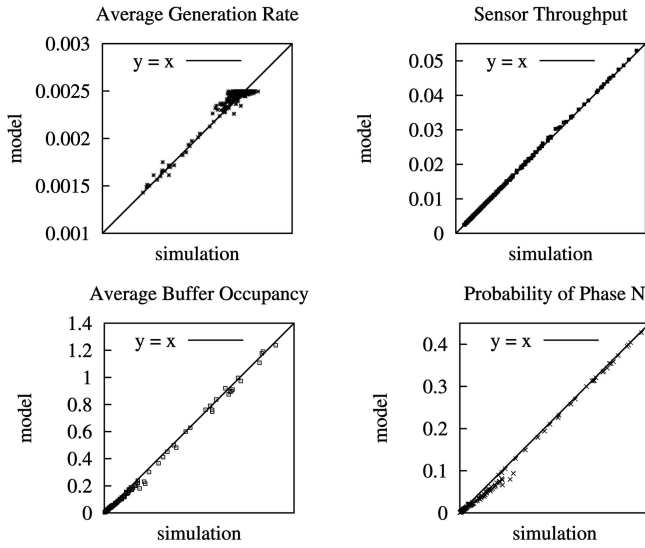 Average Generation Rate
0.003
y = x
0.0025
model
0.002
0.0015
0.001
simulation
Sensor Throughput
0.05
y = x
0.04
0.03
model
0.02
0.01
0
simulation
Average Buffer Occupancy
1.4
y = x
1.2
1
0.8
model
0.6
0.4
0.2
0
simulation
Probability of Phase N
0.4
y = x
0.3
model
0.2
0.1
0
simulation